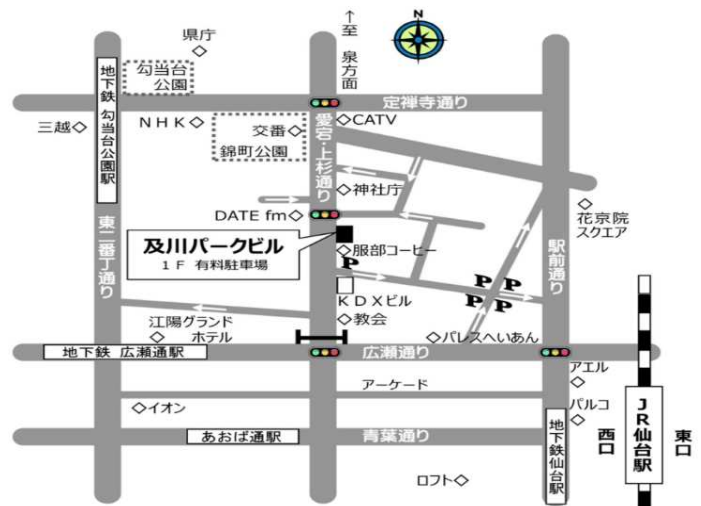 N
↑至 泉方面
県庁
勾当台
公園
地下鉄 勾当台公園駅
定禅寺通り
三越
NHK
交番
錦町公園
CATV
愛宕・上杉通り
神社庁
DATE fm
花京院
スクエア
及川パークビル
1F 有料駐車場
服部コーヒー
東二番丁通り
駅前通り
P
P P
P P
KDXビル
教会
江陽グランド
ホテル
パレスへいあん
地下鉄 広瀬通駅
広瀬通り
アエル
アーケード
イオン
パルコ
あおば通駅
青葉通り
地下鉄仙台駅
西口
JR仙台駅
東口
ロフト